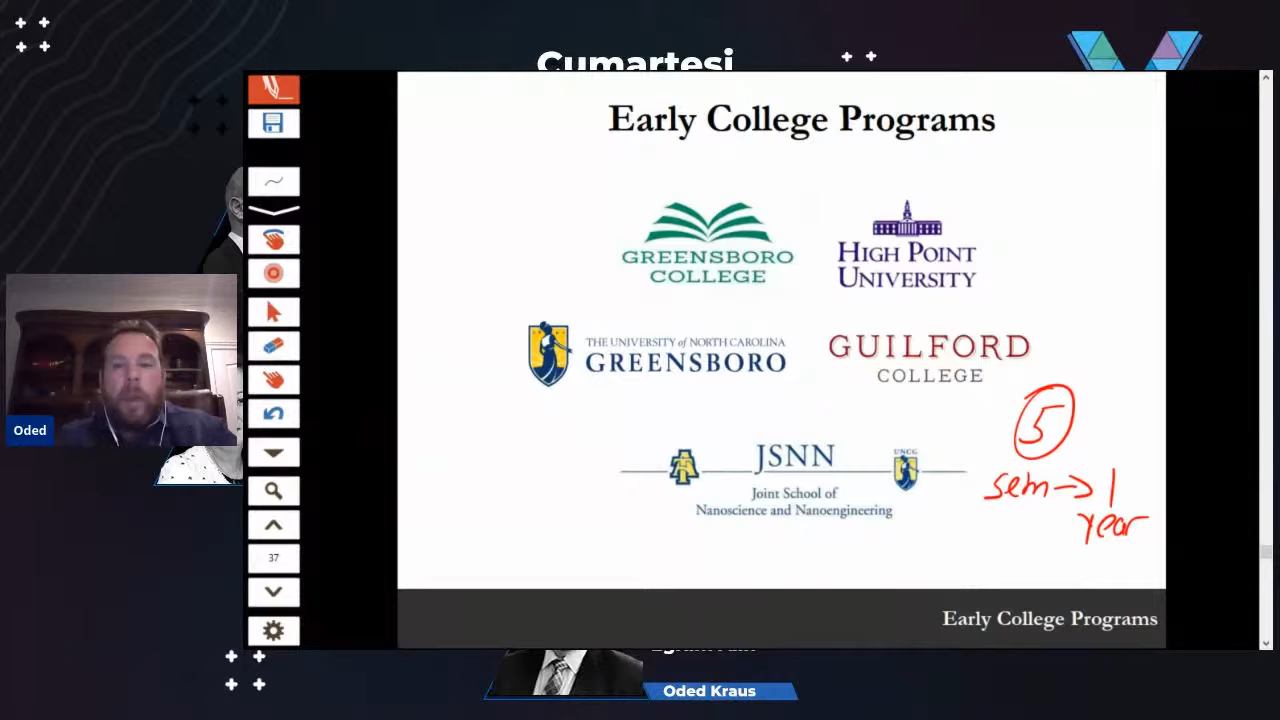 Cumartesi
Early College Programs
GREENSBORO
COLLEGE
HIGH POINT
UNIVERSITY
THE UNIVERSITY of NORTH CAROLINA
GREENSBORO
GUILFORD
COLLEGE
5
sem → 1
year
JSNN
UNCG
Joint School of
Nanoscience and Nanoengineering
Early College Programs
Oded
37
Oded Kraus